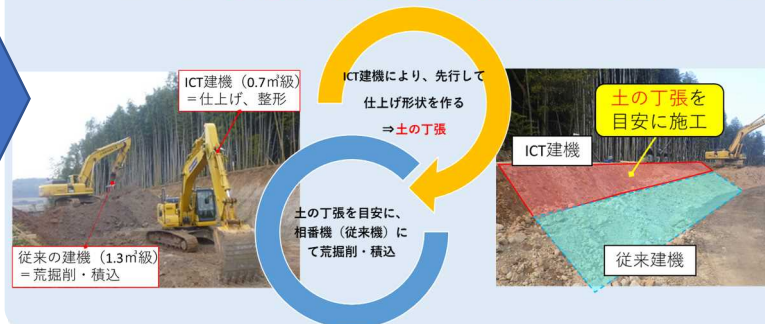 ICT建機（0.7㎥級）
＝仕上げ、整形
従来の建機（1.3㎥級）
＝荒掘削・積込
ICT建機により、先行して
仕上げ形状を作る
⇒土の丁張
土の丁張を目安に、
相番機（従来機）に
て荒掘削・積込
土の丁張を
目安に施工
ICT建機
従来建機